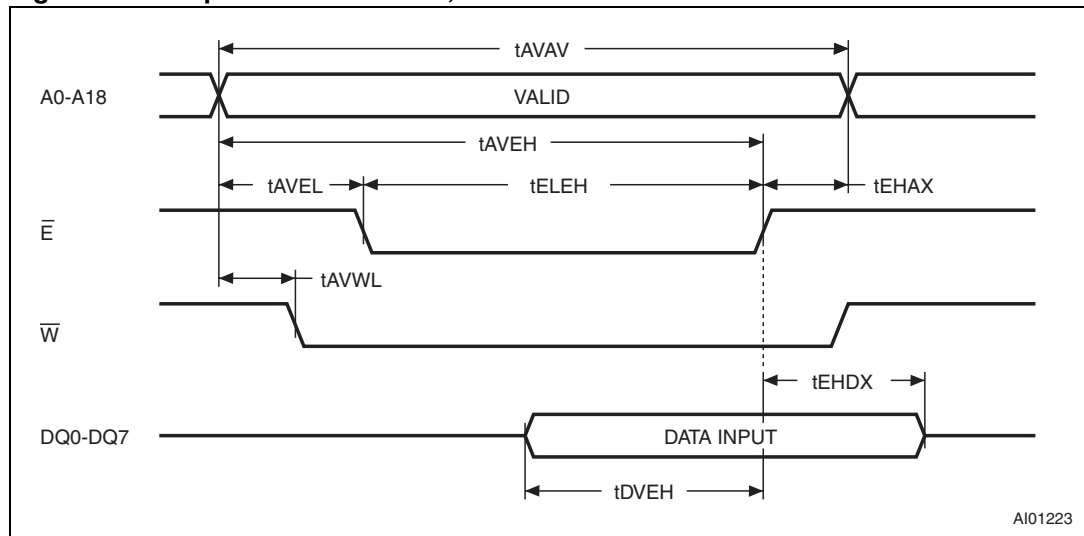 tAVAV
A0-A18
VALID
tAVEH
tAVEL
tELEH
tEHAX
E̅
tAVWL
W̅
tEHDX
DQ0-DQ7
DATA INPUT
tDVEH
AI01223